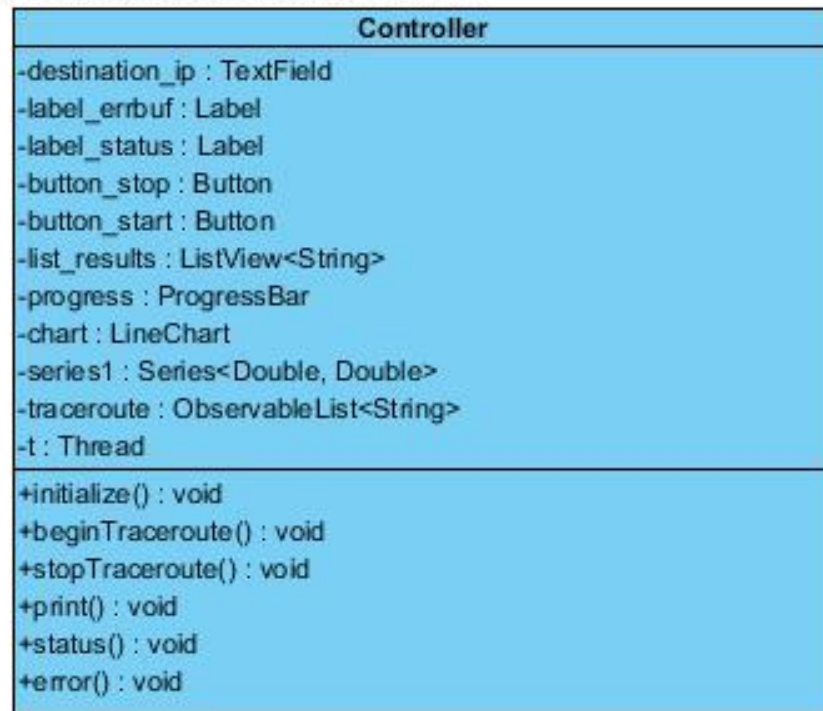 Controller
-destination_ip : TextField
-label_errbuf : Label
-label_status : Label
-button_stop : Button
-button_start : Button
-list_results : ListView<String>
-progress : ProgressBar
-chart : LineChart
-series1 : Series<Double, Double>
-traceroute : ObservableList<String>
-t : Thread
+initialize() : void
+beginTraceroute() : void
+stopTraceroute() : void
+print() : void
+status() : void
+error() : void